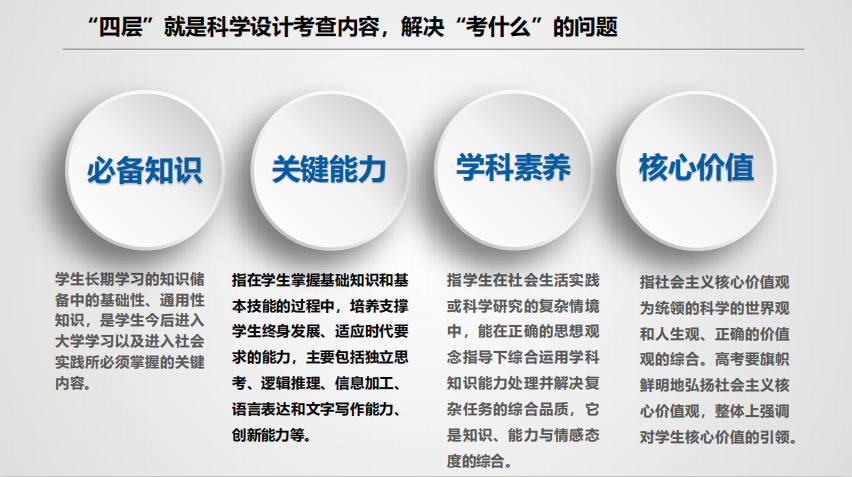 “四层”就是科学设计考查内容，解决“考什么”的问题
必备知识
关键能力
学科素养
核心价值
学生长期学习的知识储
备中的基础性、通用性
知识，是学生今后进入
大学学习以及进入社会
实践所必须掌握的关键
内容。
指在学生掌握基础知识和基
本技能的过程中，培养支撑
学生终身发展、适应时代要
求的能力，主要包括独立思
考、逻辑推理、信息加工、
语言表达和文字写作能力、
创新能力等。
指学生在社会生活实践
或科学研究的复杂情境
中，能在正确的思想观
念指导下综合运用学科
知识能力处理并解决复
杂任务的综合品质，它
是知识、能力与情感态
度的综合。
指社会主义核心价值观
为统领的科学的世界观
和人生观、正确的价值
观的综合。高考要旗帜
鲜明地弘扬社会主义核
心价值观，整体上强调
对学生核心价值的引领。